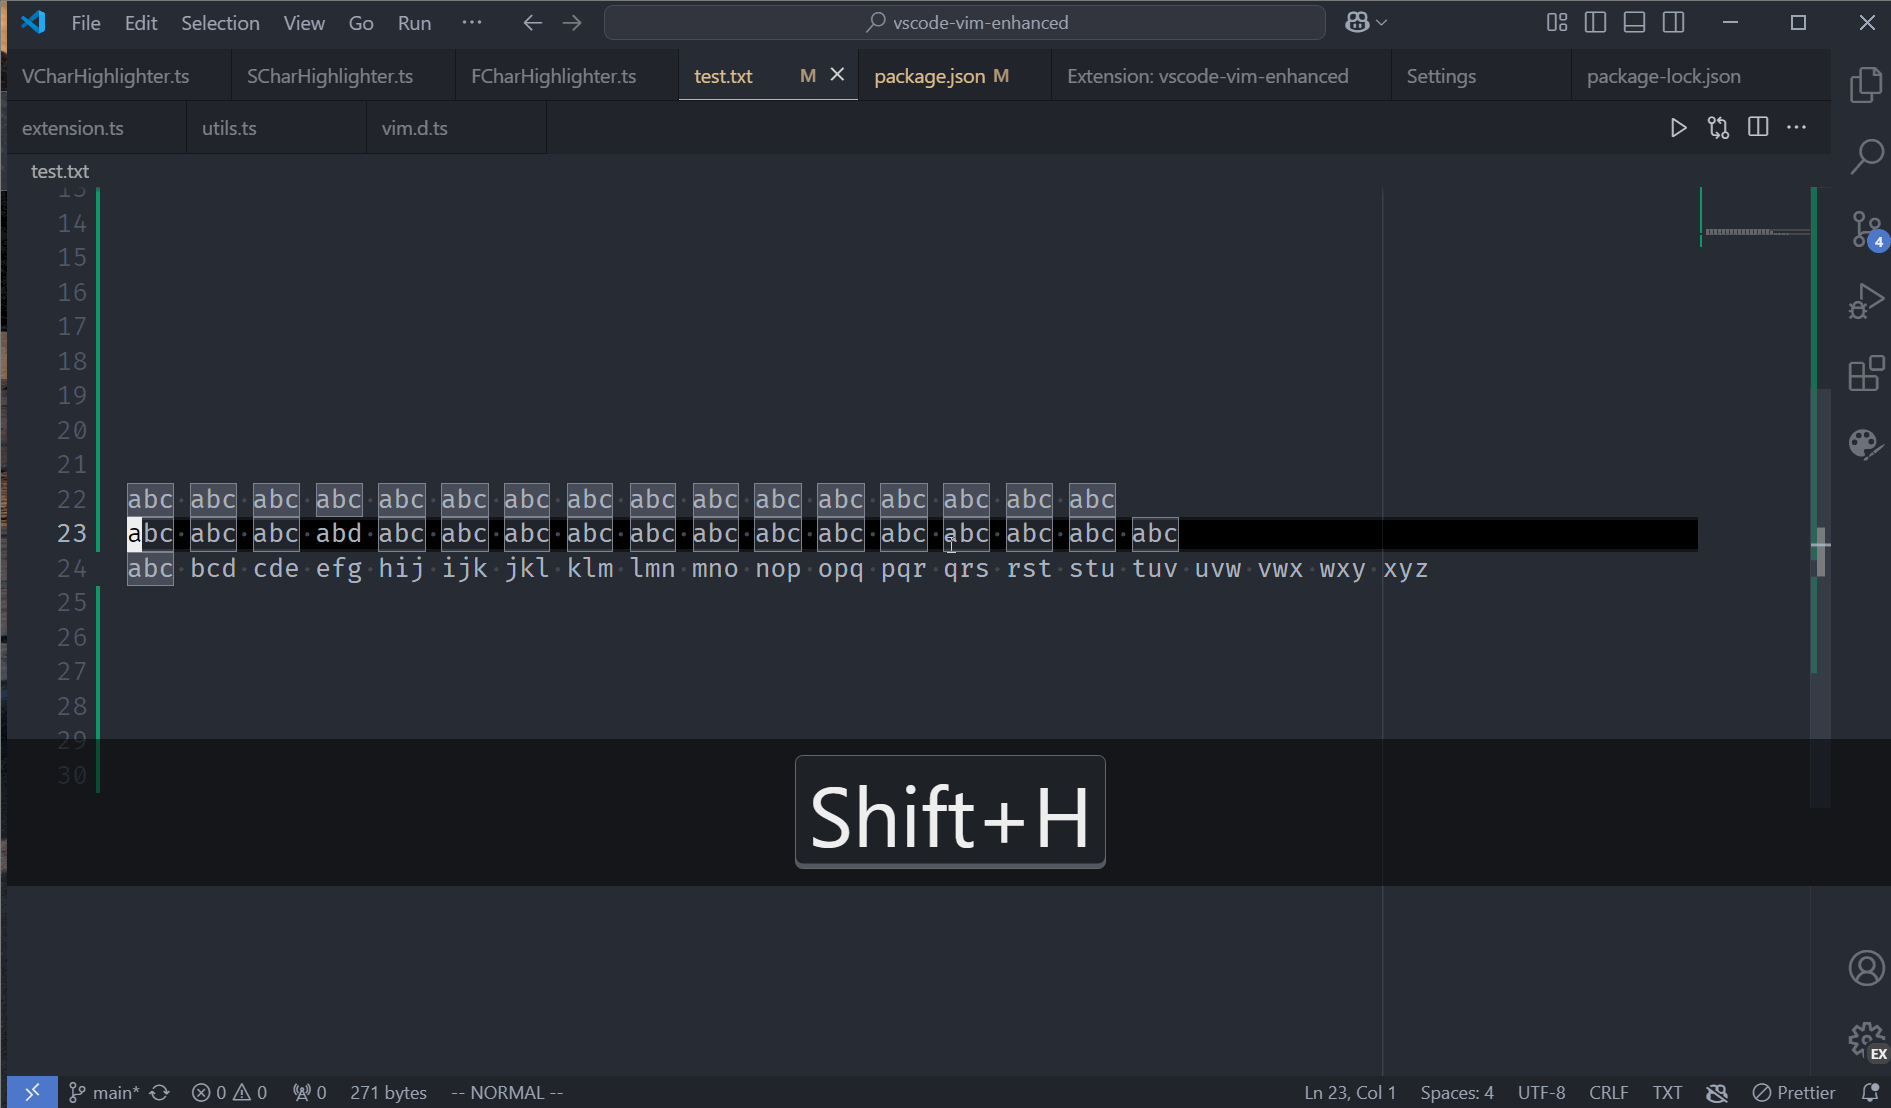 File Edit Selection View Go Run ··· vscode-vim-enhanced
VCharHighlighter.ts SCharHighlighter.ts FCharHighlighter.ts test.txt M package.json M Extension: vscode-vim-enhanced Settings package-lock.json
extension.ts utils.ts vim.d.ts
test.txt
13
14
15
16
17
18
19
20
21
22 abc·abc·abc·abc·abc·abc·abc·abc·abc·abc·abc·abc·abc·abc·abc·abc
23 abc·abc·abc·abd·abc·abc·abc·abc·abc·abc·abc·abc·abc·abc·abc·abc·abc
24 abc·bcd·cde·efg·hij·ijk·jkl·klm·lmn·mno·nop·opq·pqr·qrs·rst·stu·tuv·uvw·vwx·wxy·xyz
25
26
27
28
29
30
Shift+H
4
EX
main* 0 0 0 271 bytes -- NORMAL -- Ln 23, Col 1 Spaces: 4 UTF-8 CRLF TXT Prettier